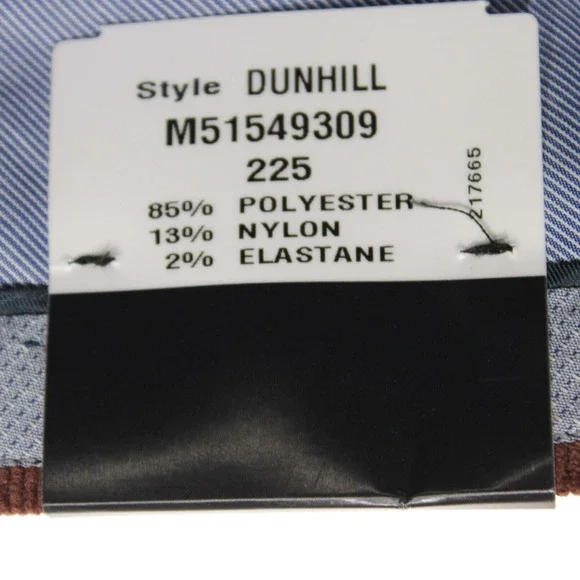 Style DUNHILL
M51549309
225
85% POLYESTER
13% NYLON
2% ELASTANE
217665